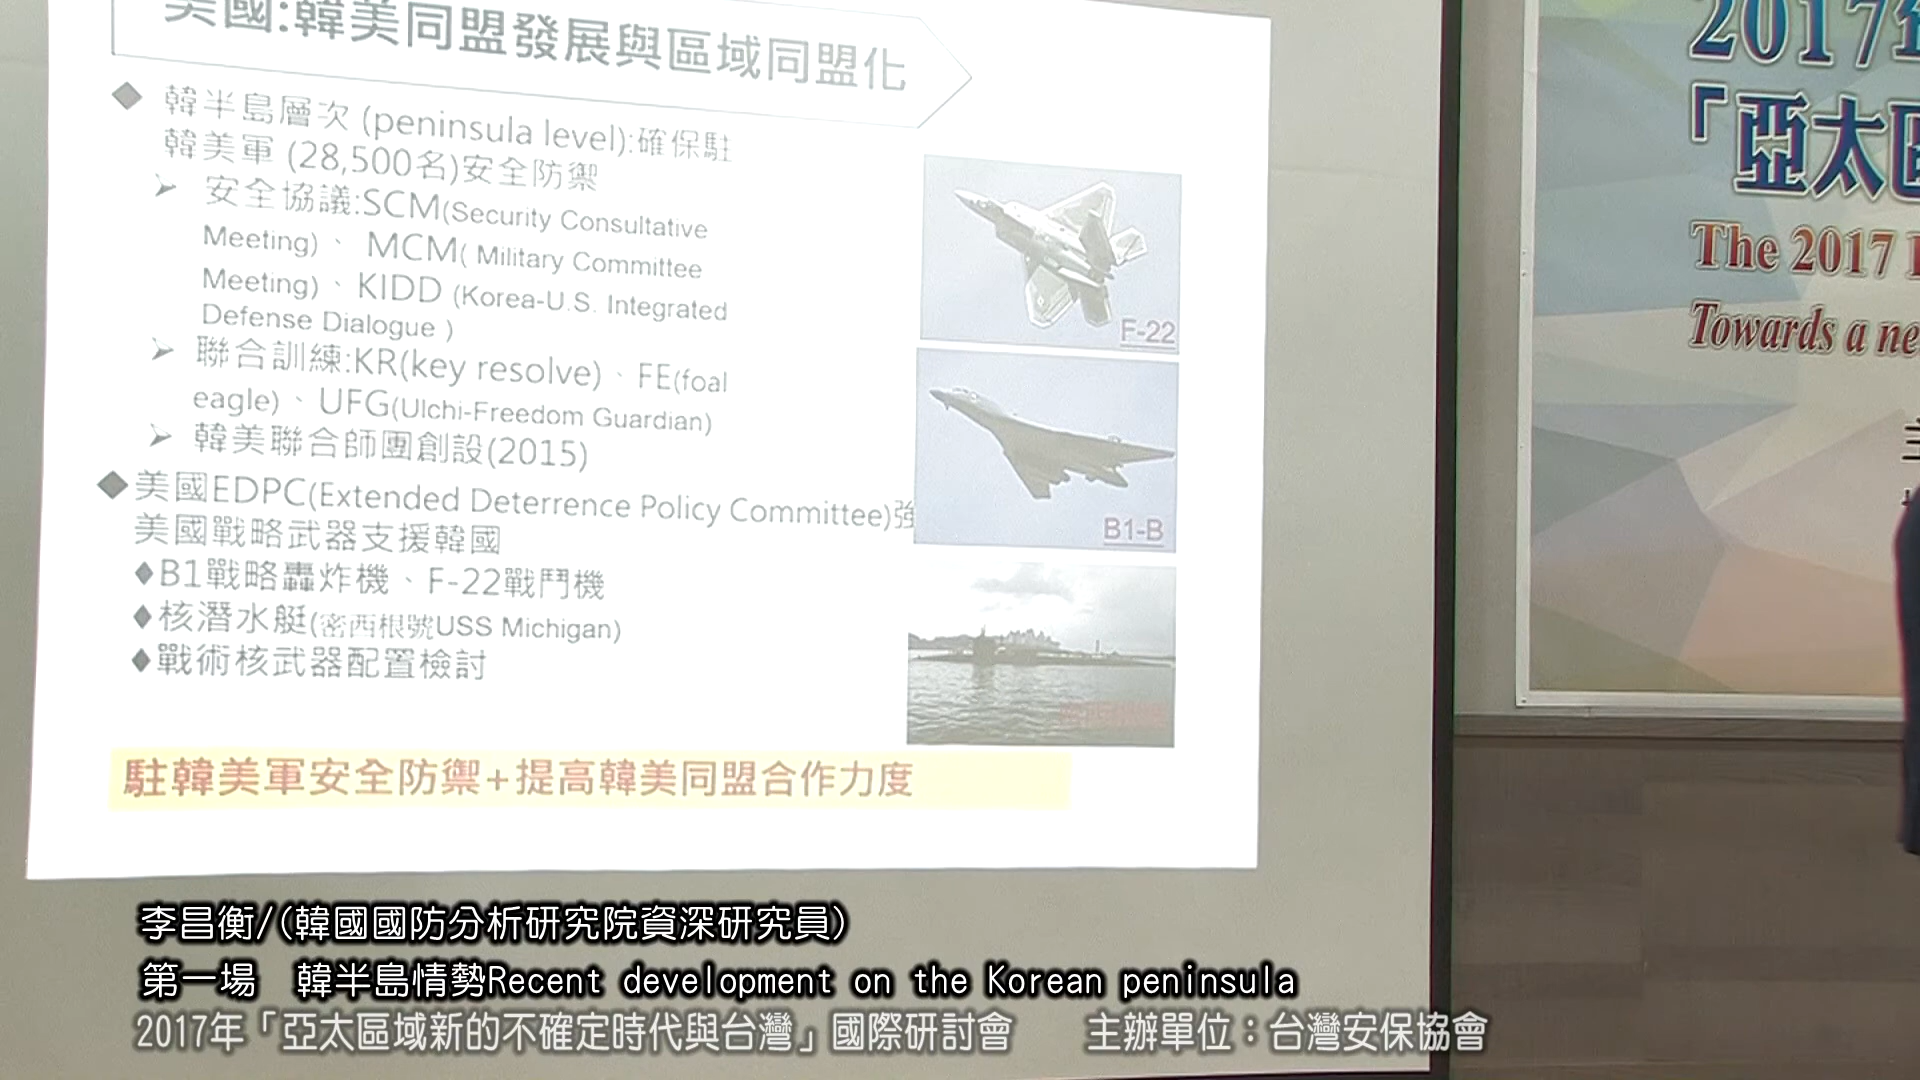 美國:韓美同盟發展與區域同盟化
◆ 韓半島層次 (peninsula level):確保駐
韓美軍 (28,500名)安全防禦
➢ 安全協議:SCM(Security Consultative
Meeting)、 MCM( Military Committee
Meeting)、KIDD (Korea-U.S. Integrated
Defense Dialogue )
➢ 聯合訓練:KR(key resolve)、FE(foal
eagle)、UFG(Ulchi-Freedom Guardian)
➢ 韓美聯合師團創設(2015)
◆美國EDPC(Extended Deterrence Policy Committee)強
美國戰略武器支援韓國
♦B1戰略轟炸機、F-22戰鬥機
♦核潛水艇(密西根號USS Michigan)
♦戰術核武器配置檢討
駐韓美軍安全防禦+提高韓美同盟合作力度
F-22
B1-B
2017年
「亞太區
The 2017
Towards a ne
李昌衡/(韓國國防分析研究院資深研究員)
第一場 韓半島情勢Recent development on the Korean peninsula
2017年「亞太區域新的不確定時代與台灣」國際研討會 主辦單位：台灣安保協會